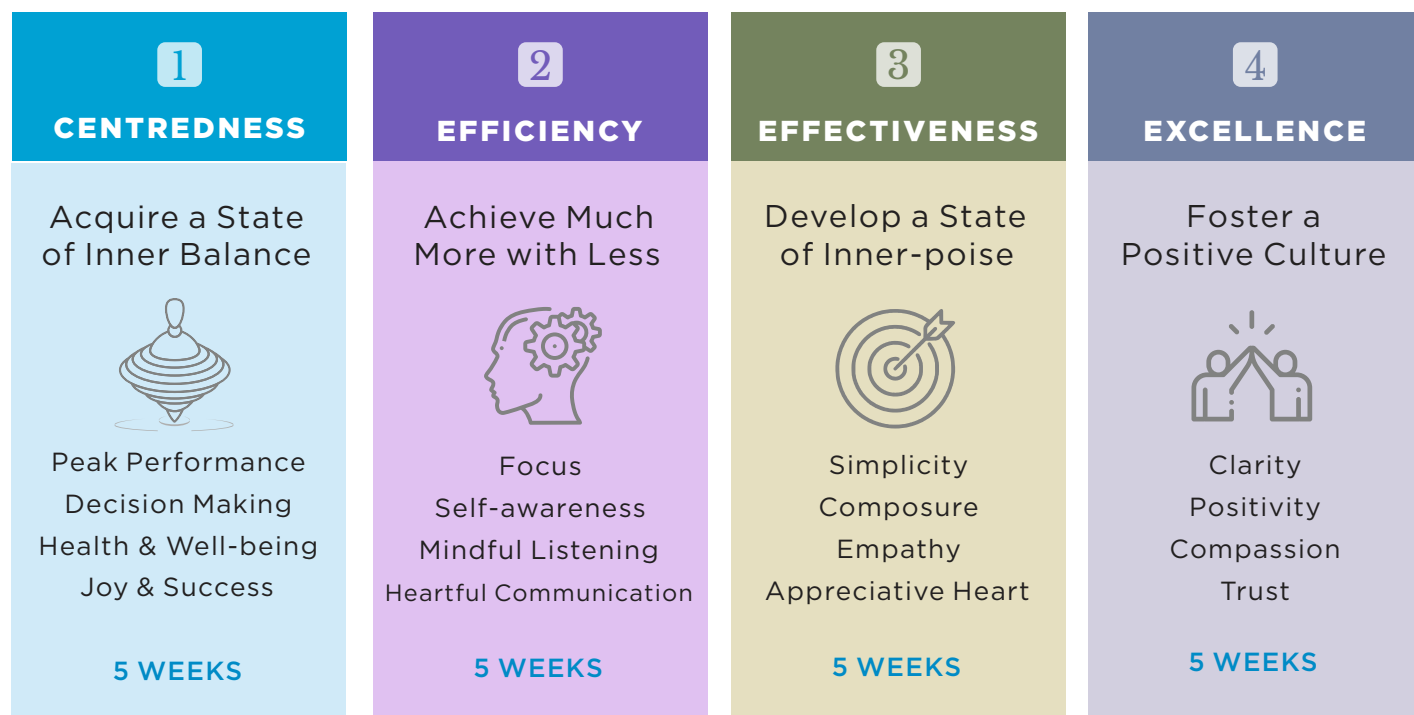 1
CENTREDNESS
Acquire a State
of Inner Balance
Peak Performance
Decision Making
Health & Well-being
Joy & Success
5 WEEKS
2
EFFICIENCY
Achieve Much
More with Less
Focus
Self-awareness
Mindful Listening
Heartful Communication
5 WEEKS
3
EFFECTIVENESS
Develop a State
of Inner-poise
Simplicity
Composure
Empathy
Appreciative Heart
5 WEEKS
4
EXCELLENCE
Foster a
Positive Culture
Clarity
Positivity
Compassion
Trust
5 WEEKS